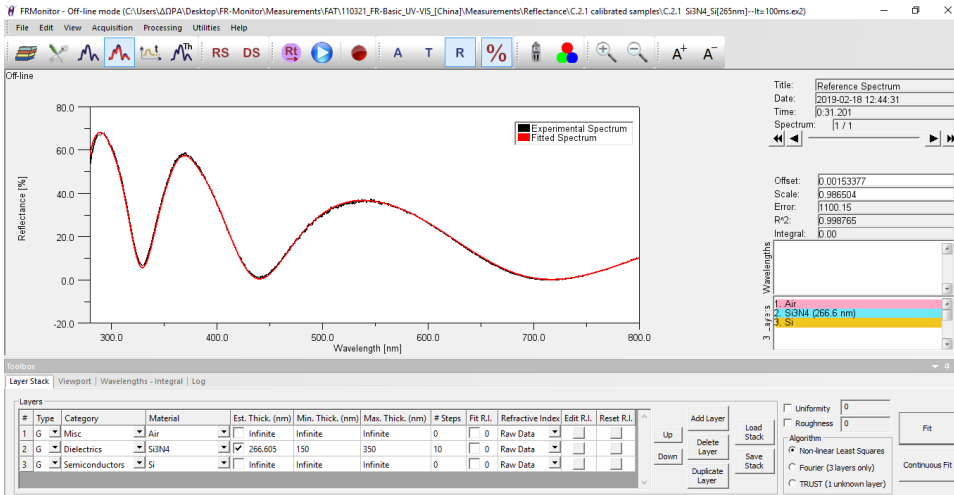 FRMonitor - Off-line mode (C:\Users\ΔΩΡΑ\Desktop\FR-Monitor\Measurements\FAT\110321_FR-Basic_UV-VIS_[China]\Measurements\Reflectance\C.2.1 calibrated samples\C.2.1 Si3N4_Si[265nm]--It=100ms.ex2)
File Edit View Acquisition Processing Utilities Help
Th RS DS Rt A T R % A+ A-
Off-line
Title: Reference Spectrum
Date: 2019-02-18 12:44:31
Time: 0:31.201
Spectrum: 1 / 1
80.0
Experimental Spectrum
Fitted Spectrum
60.0
40.0
20.0
0.0
-20.0
Reflectance [%]
300.0 400.0 500.0 600.0 700.0 800.0
Wavelength [nm]
Offset: 0.00153377
Scale: 0.986504
Error: 1100.15
R^2: 0.998765
Integral: 0.00
Wavelengths
3 Layers
1. Air
2. Si3N4 (266.6 nm)
3. Si
Toolbox
Layer Stack Viewport Wavelengths - Integral Log
Layers
# Type Category Material Est. Thick. (nm) Min. Thick. (nm) Max. Thick. (nm) # Steps Fit R.I. Refractive Index Edit R.I. Reset R.I.
1 G Misc Air Infinite Infinite Infinite 0 0 Raw Data
2 G Dielectrics Si3N4 266.605 150 350 10 0 Raw Data
3 G Semiconductors Si Infinite Infinite Infinite 0 0 Raw Data
Up
Down
Add Layer
Delete Layer
Duplicate Layer
Load Stack
Save Stack
Uniformity 0
Roughness 0
Algorithm
Non-linear Least Squares
Fourier (3 layers only)
TRUST (1 unknown layer)
Fit
Continuous Fit